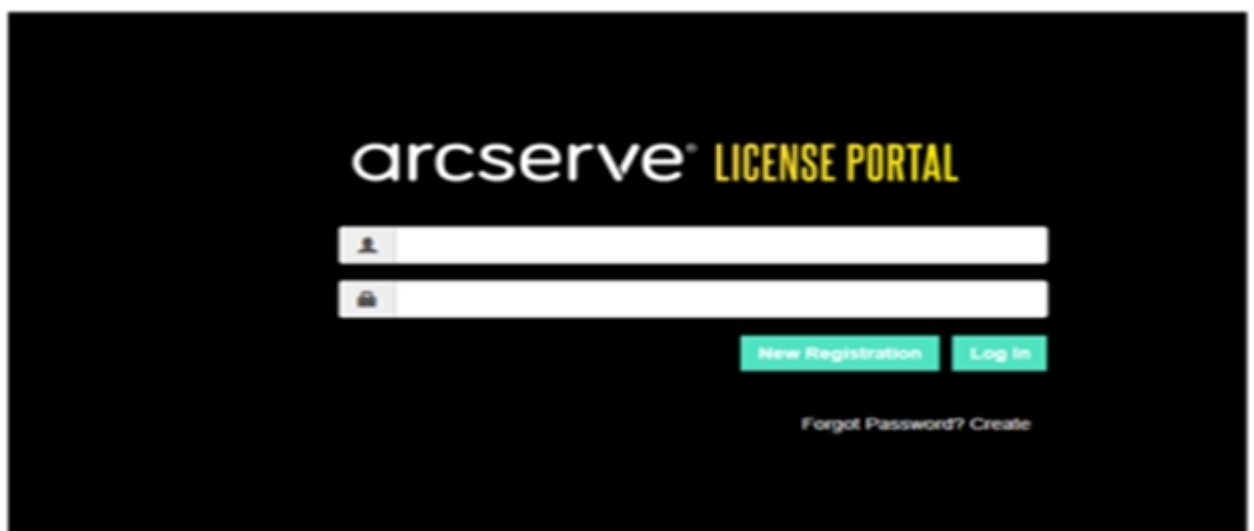 arcserve® LICENSE PORTAL
New Registration Log In
Forgot Password? Create